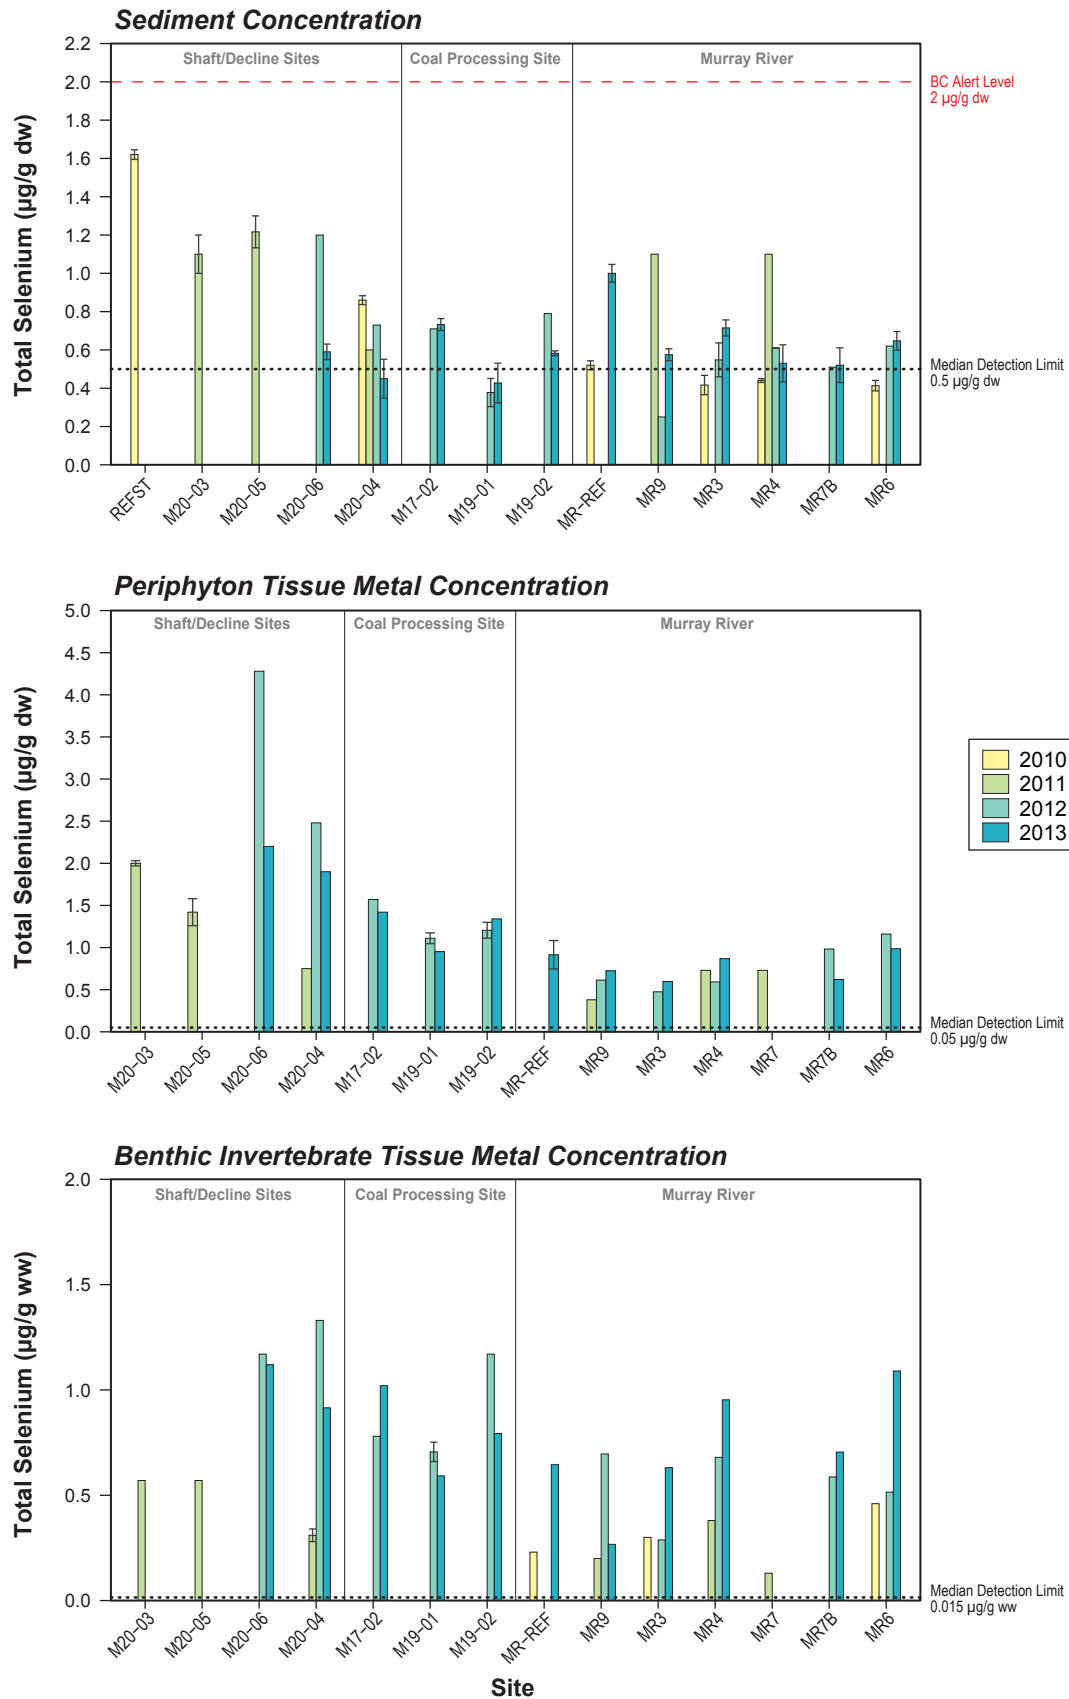 Sediment Concentration
Total Selenium (µg/g dw)
2.2
2.0
1.8
1.6
1.4
1.2
1.0
0.8
0.6
0.4
0.2
0.0
Shaft/Decline Sites
Coal Processing Site
Murray River
BC Alert Level
2 µg/g dw
Median Detection Limit
0.5 µg/g dw
REFST
M20−03
M20−05
M20−06
M20−04
M17−02
M19−01
M19−02
MR−REF
MR9
MR3
MR4
MR7B
MR6
Periphyton Tissue Metal Concentration
Total Selenium (µg/g dw)
5.0
4.5
4.0
3.5
3.0
2.5
2.0
1.5
1.0
0.5
0.0
Shaft/Decline Sites
Coal Processing Site
Murray River
2010
2011
2012
2013
Median Detection Limit
0.05 µg/g dw
M20−03
M20−05
M20−06
M20−04
M17−02
M19−01
M19−02
MR−REF
MR9
MR3
MR4
MR7
MR7B
MR6
Benthic Invertebrate Tissue Metal Concentration
Total Selenium (µg/g ww)
2.0
1.5
1.0
0.5
0.0
Shaft/Decline Sites
Coal Processing Site
Murray River
Median Detection Limit
0.015 µg/g ww
M20−03
M20−05
M20−06
M20−04
M17−02
M19−01
M19−02
MR−REF
MR9
MR3
MR4
MR7
MR7B
MR6
Site